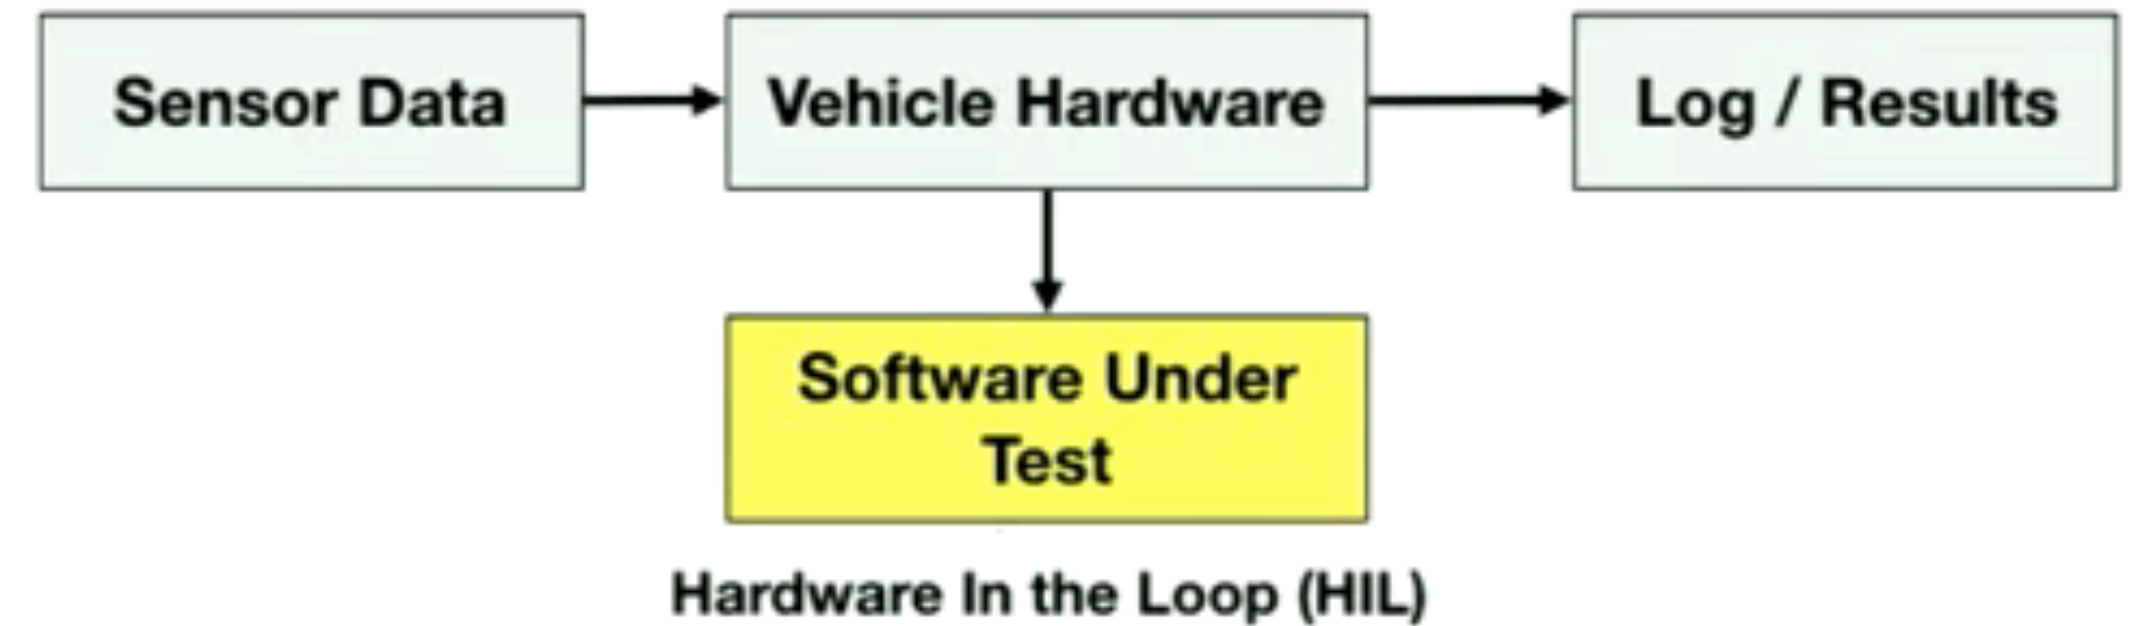 Sensor Data
Vehicle Hardware
Log / Results
Software Under
Test
Hardware In the Loop (HIL)